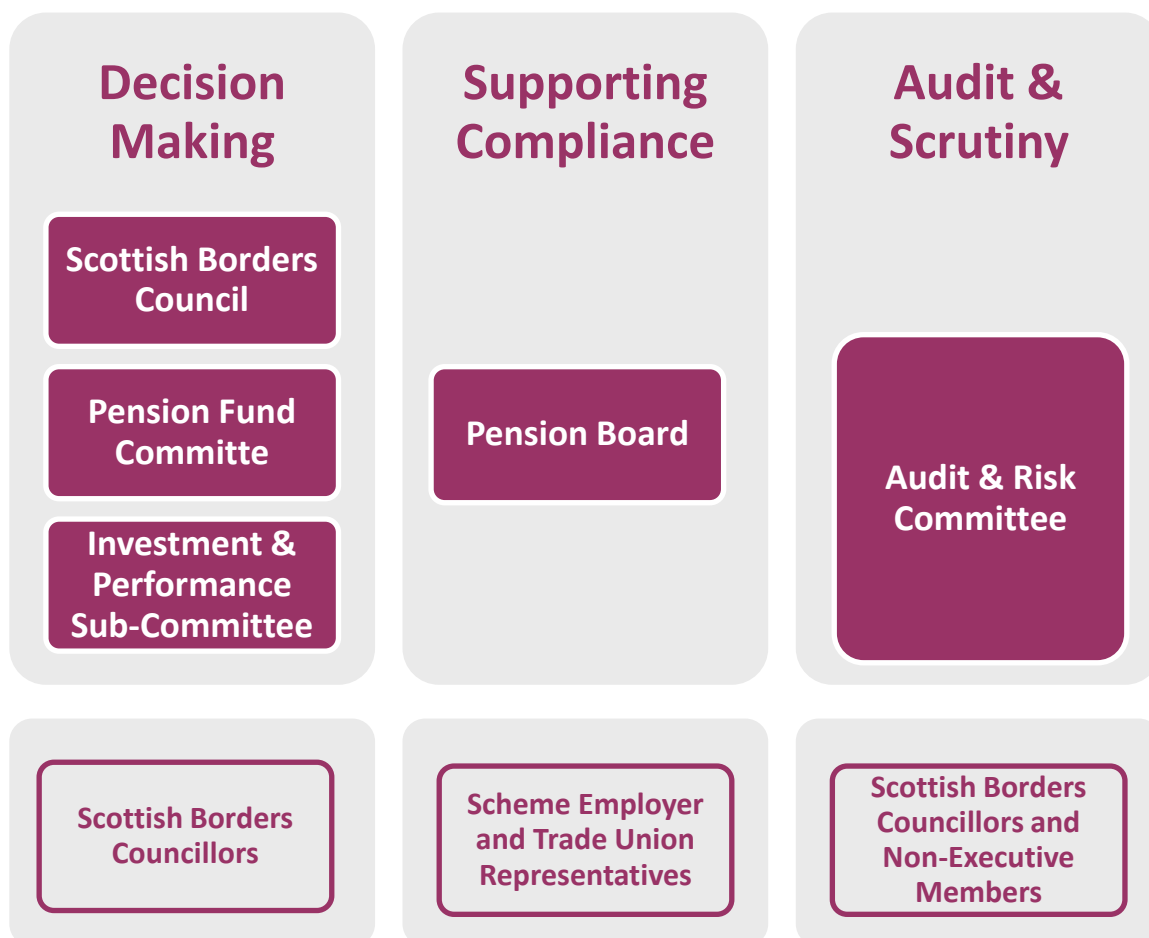 Decision
Making
Scottish Borders
Council
Pension Fund
Committe
Investment &
Performance
Sub-Committee
Scottish Borders
Councillors
Supporting
Compliance
Pension Board
Scheme Employer
and Trade Union
Representatives
Audit &
Scrutiny
Audit & Risk
Committee
Scottish Borders
Councillors and
Non-Executive
Members